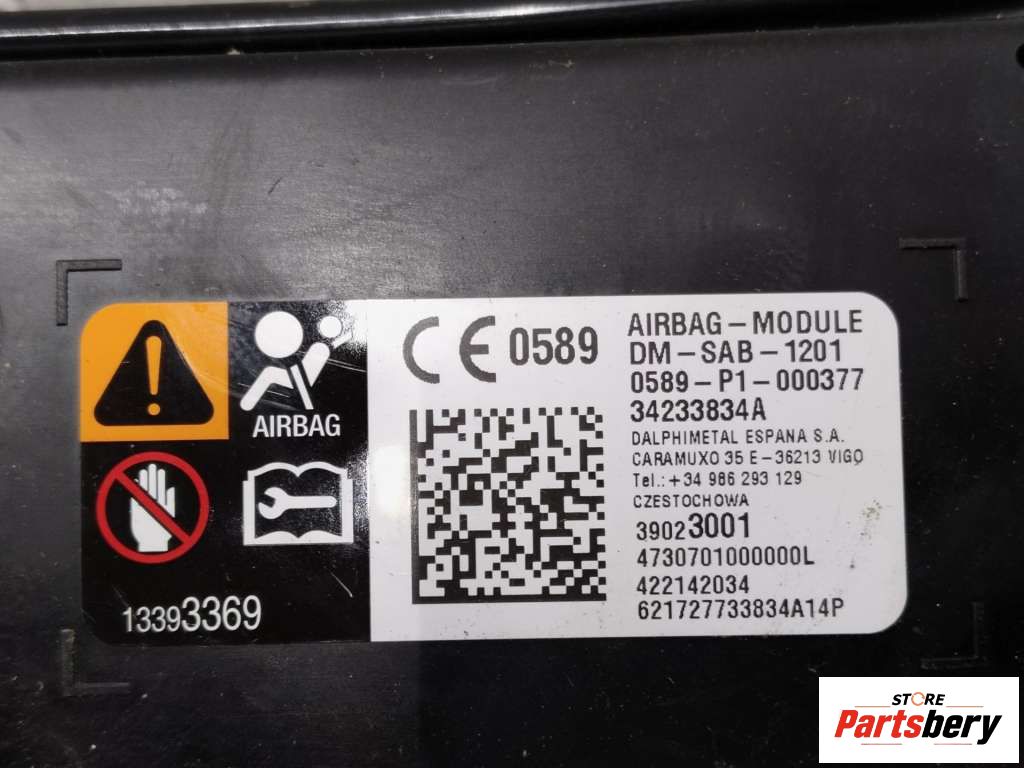 AIRBAG
13393369
CE 0589
AIRBAG-MODULE
DM-SAB-1201
0589-P1-000377
34233834A
DALPHIMETAL ESPANA S.A.
CARAMUXO 35 E-36213 VIGO
Tel.: +34 986 293 129
CZESTOCHOWA
39023001
4730701000000L
422142034
621727733834A14P
STORE
Partsbery